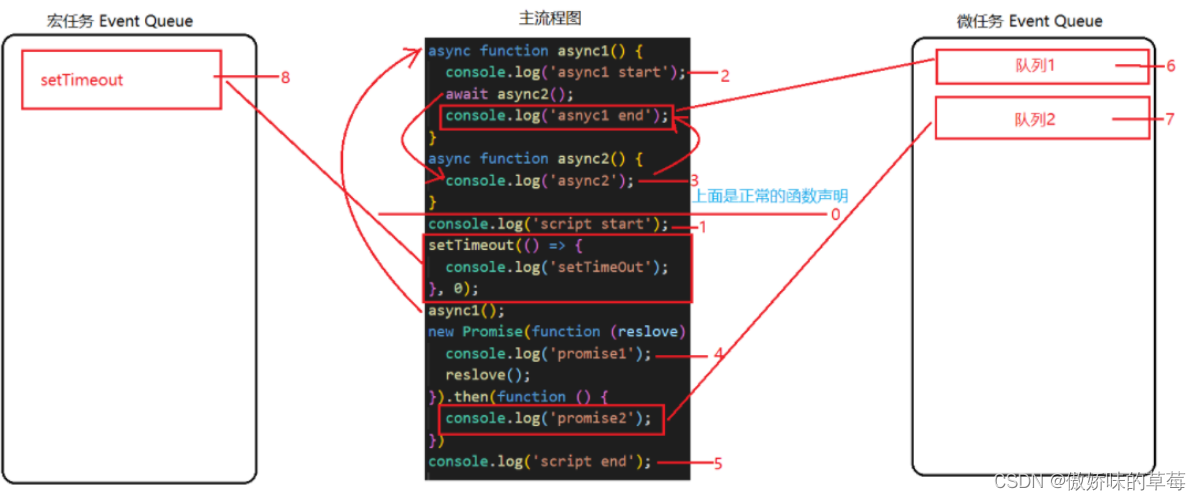 宏任务 Event Queue
setTimeout
8
主流程图
async function async1() {
console.log('async1 start');
2
await async2();
console.log('asnyc1 end');
}
async function async2() {
console.log('async2');
3
}
上面是正常的函数声明
0
console.log('script start');
1
setTimeout(() => {
console.log('setTimeOut');
}, 0);
async1();
new Promise(function (reslove)
console.log('promise1');
4
reslove();
}).then(function () {
console.log('promise2');
})
console.log('script end');
5
微任务 Event Queue
队列1
6
队列2
7
CSDN @傲娇味的草莓